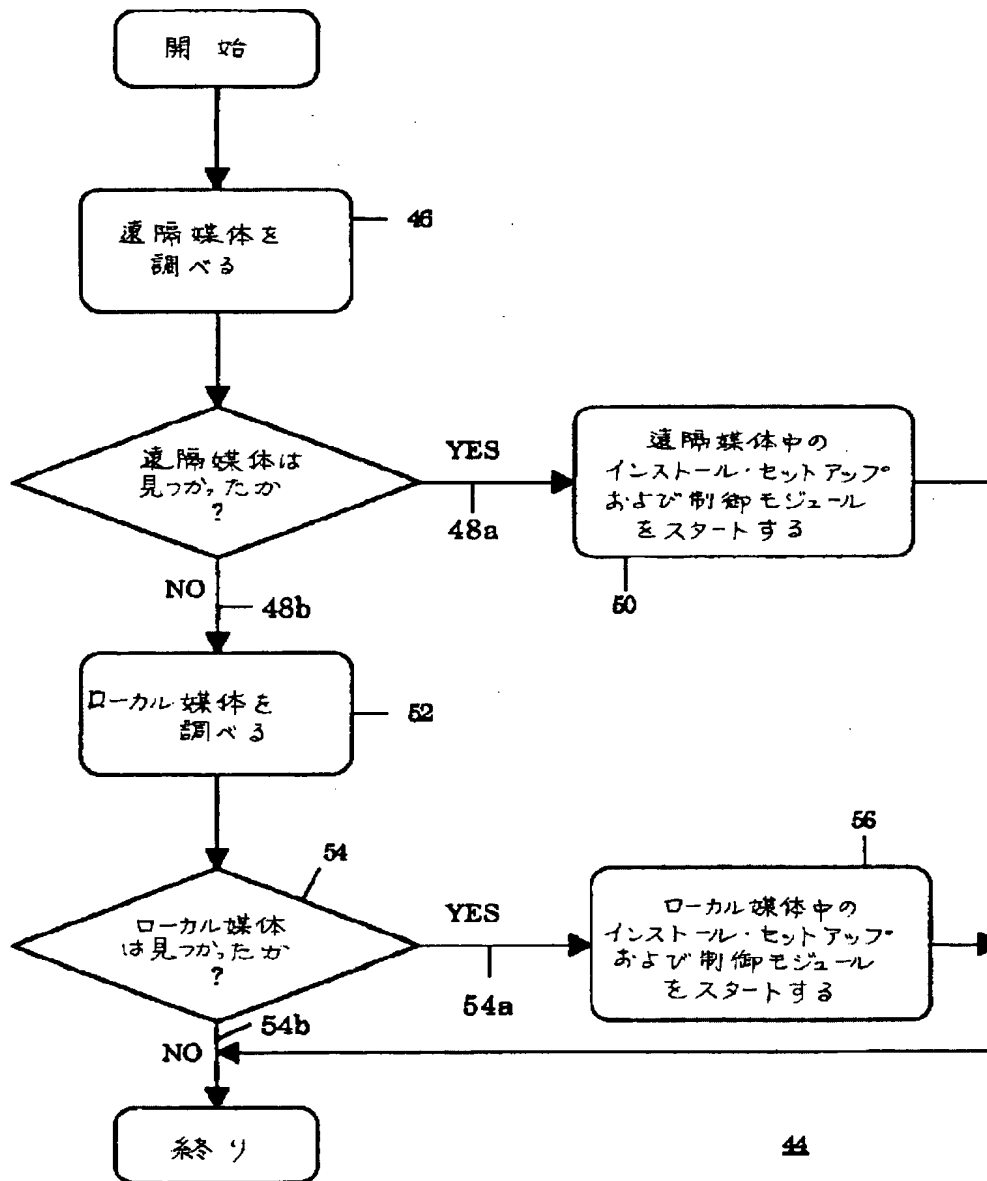 開始
遠隔媒体を
調べる
46
遠隔媒体は
見つかったか
?
YES
48a
遠隔媒体中の
インストール・セットアップ
および制御モジュール
をスタートする
50
NO
48b
ローカル媒体を
調べる
52
54
ローカル媒体
は見つかったか
?
YES
54a
56
ローカル媒体中の
インストール・セットアップ
および制御モジュール
をスタートする
54b
NO
終り
44